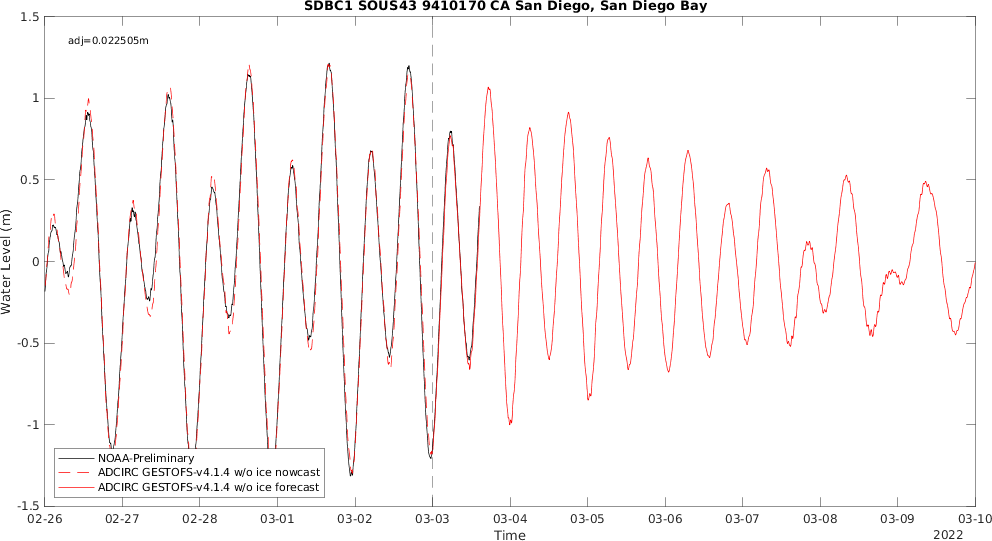 SDBC1 SOUS43 9410170 CA San Diego, San Diego Bay
adj=0.022505m
1.5
1
0.5
0
-0.5
-1
-1.5
Water Level (m)
NOAA-Preliminary
ADCIRC GESTOFS-v4.1.4 w/o ice nowcast
ADCIRC GESTOFS-v4.1.4 w/o ice forecast
02-26 02-27 02-28 03-01 03-02 03-03 03-04 03-05 03-06 03-07 03-08 03-09 03-10
Time
2022